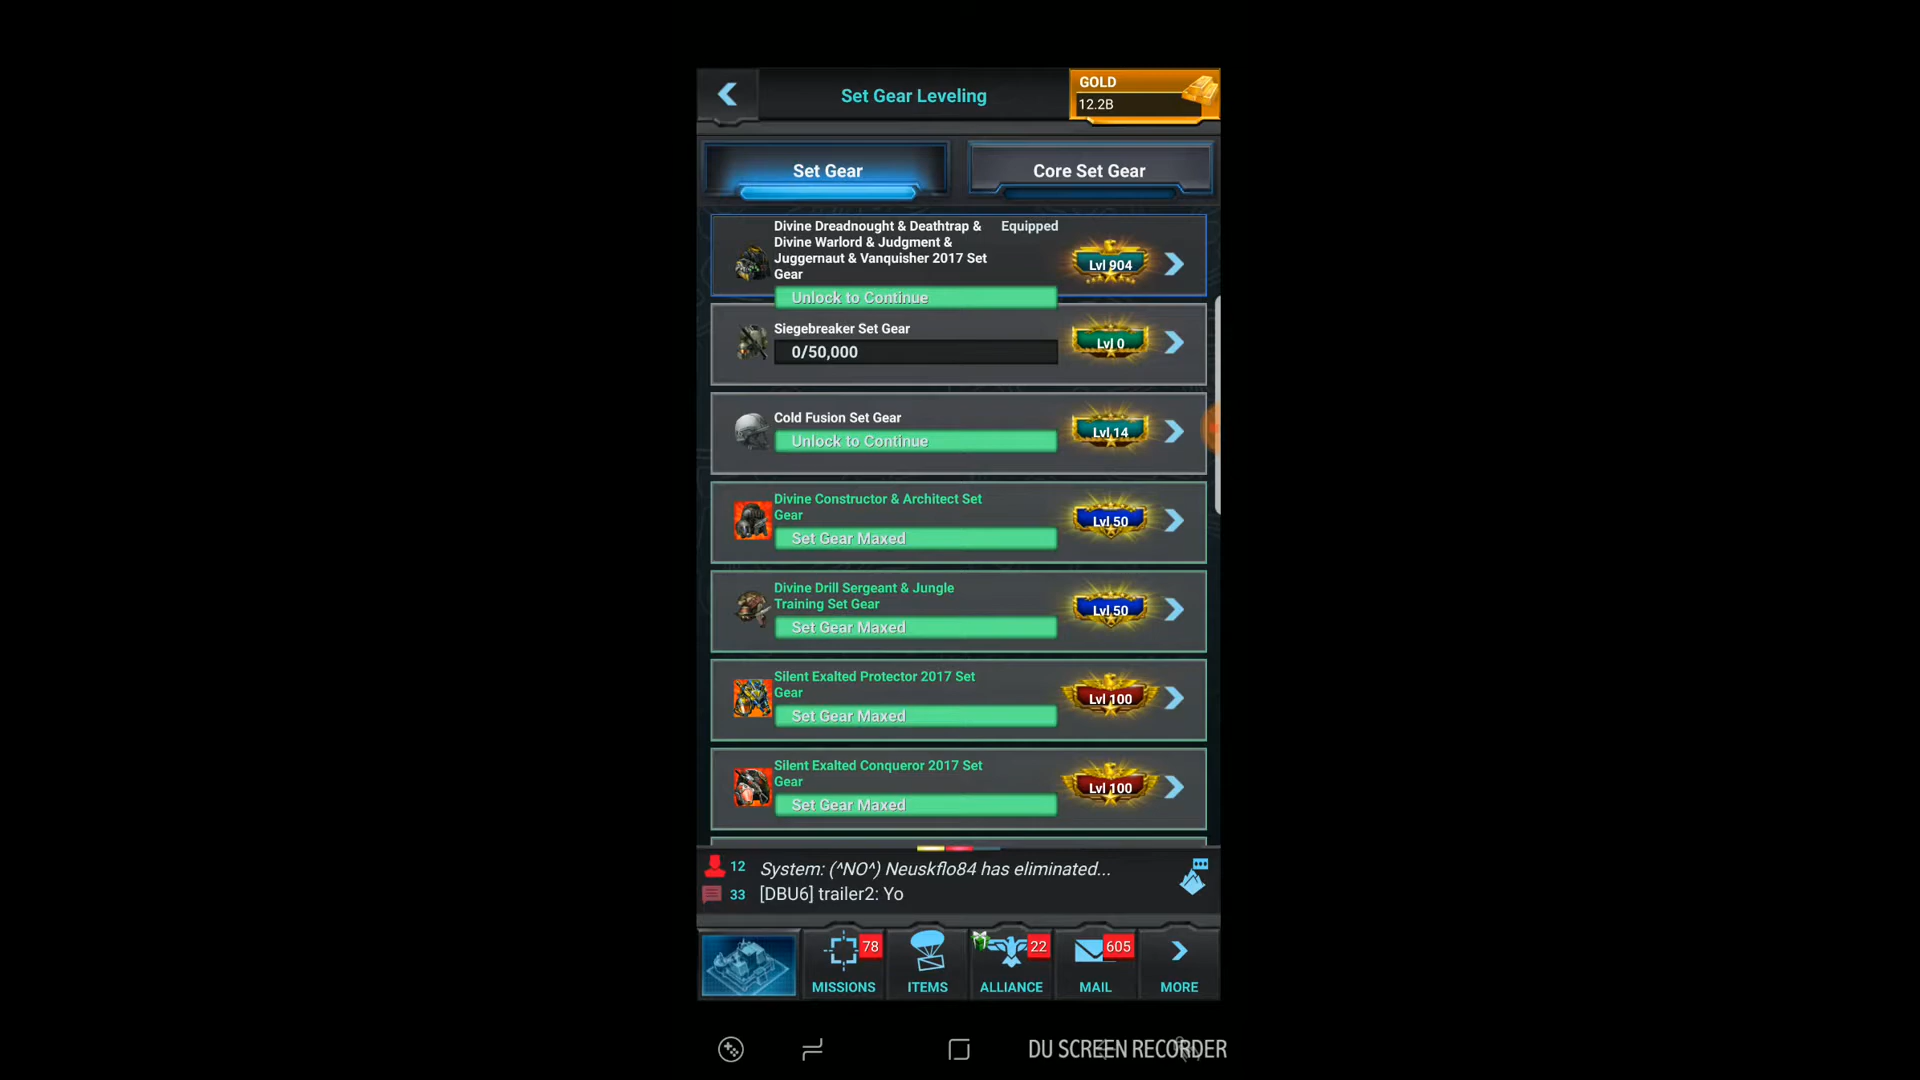 Set Gear Leveling
GOLD
12.2B
Set Gear
Core Set Gear
Divine Dreadnought & Deathtrap &
Divine Warlord & Judgment &
Juggernaut & Vanquisher 2017 Set
Gear
Equipped
Lvl 904
Unlock to Continue
Siegebreaker Set Gear
0/50,000
Lvl 0
Cold Fusion Set Gear
Unlock to Continue
Lvl 14
Divine Constructor & Architect Set
Gear
Set Gear Maxed
Lvl 50
Divine Drill Sergeant & Jungle
Training Set Gear
Set Gear Maxed
Lvl 50
Silent Exalted Protector 2017 Set
Gear
Set Gear Maxed
Lvl 100
Silent Exalted Conqueror 2017 Set
Gear
Set Gear Maxed
Lvl 100
12
System: (^NO^) Neuskflo84 has eliminated...
33
[DBU6] trailer2: Yo
78
MISSIONS
ITEMS
22
ALLIANCE
605
MAIL
MORE
DU SCREEN RECORDER